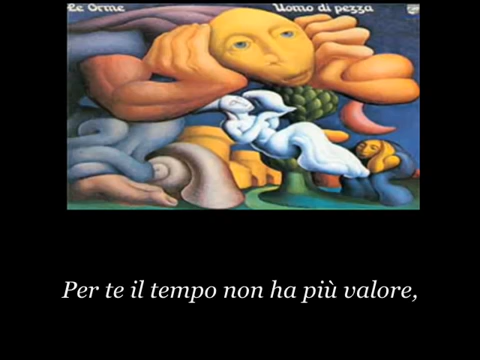 Le Orme Uomo di pezza
Per te il tempo non ha più valore,